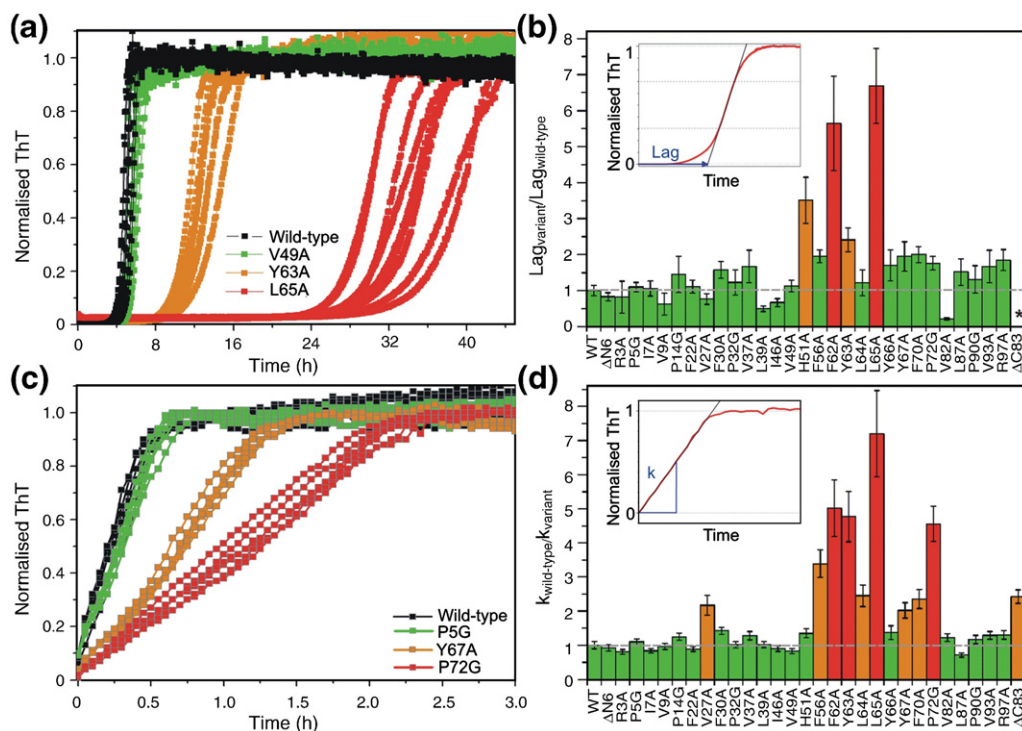 (a)
Normalised ThT
1.0
0.8
0.6
0.4
0.2
0
Wild-type
V49A
Y63A
L65A
0 8 16 24 32 40
Time (h)
(b)
Lag variant/Lag wild-type
8
7
6
5
4
3
2
1
0
Normalised ThT
1
Lag
0
Time
WT ΔN6 R3A P5G I7A V9A P14G F22A V27A F30A P32G V37A L39A I46A V49A H51A F56A F62A Y63A L64A L65A Y66A Y67A F70A P72G V82A L87A P90G V93A R97A ΔC83
*
(c)
Normalised ThT
1.0
0.8
0.6
0.4
0.2
0
Wild-type
P5G
Y67A
P72G
0 0.5 1.0 1.5 2.0 2.5 3.0
Time (h)
(d)
k wild-type/k variant
8
7
6
5
4
3
2
1
0
Normalised ThT
1
k
0
Time
WT ΔN6 R3A P5G I7A V9A P14G F22A V27A F30A P32G V37A L39A I46A V49A H51A F56A F62A Y63A L64A L65A Y66A Y67A F70A P72G V82A L87A P90G V93A R97A ΔC83